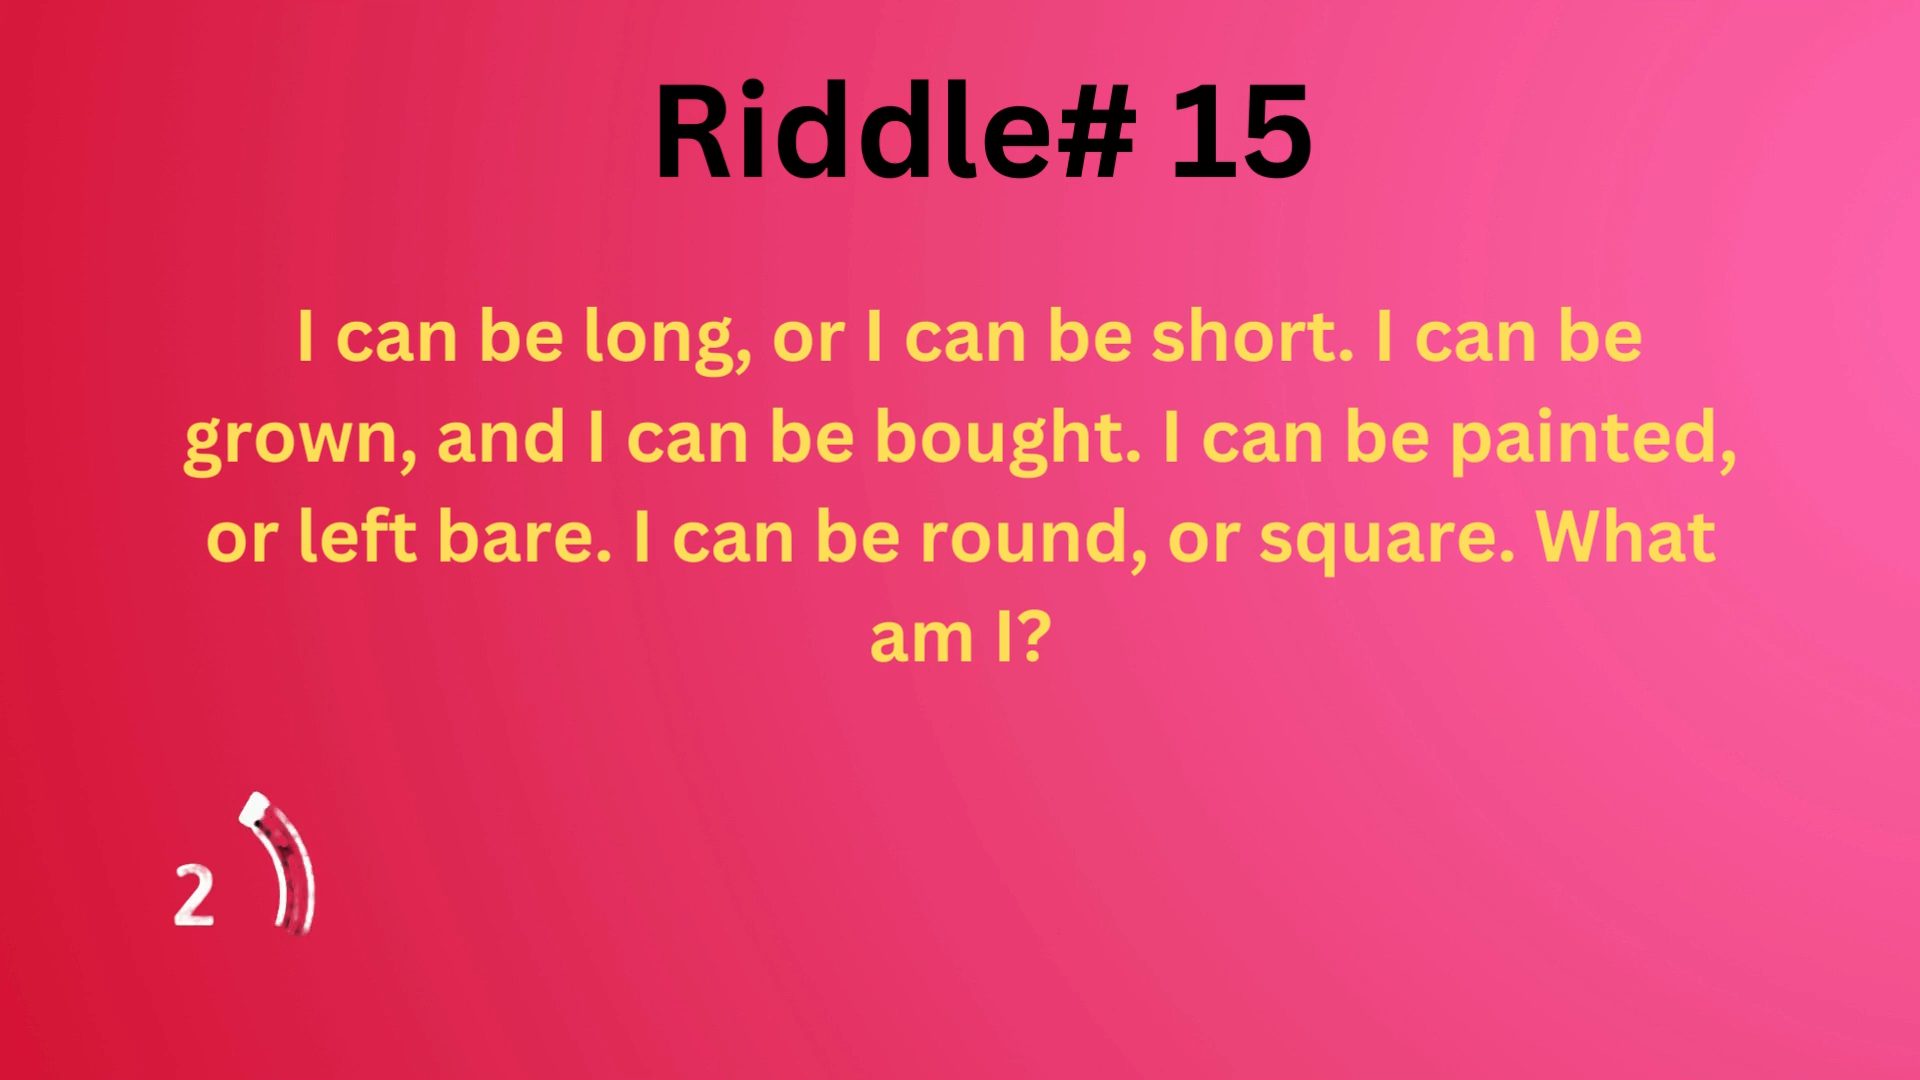 Riddle# 15
I can be long, or I can be short. I can be
grown, and I can be bought. I can be painted,
or left bare. I can be round, or square. What
am I?
2